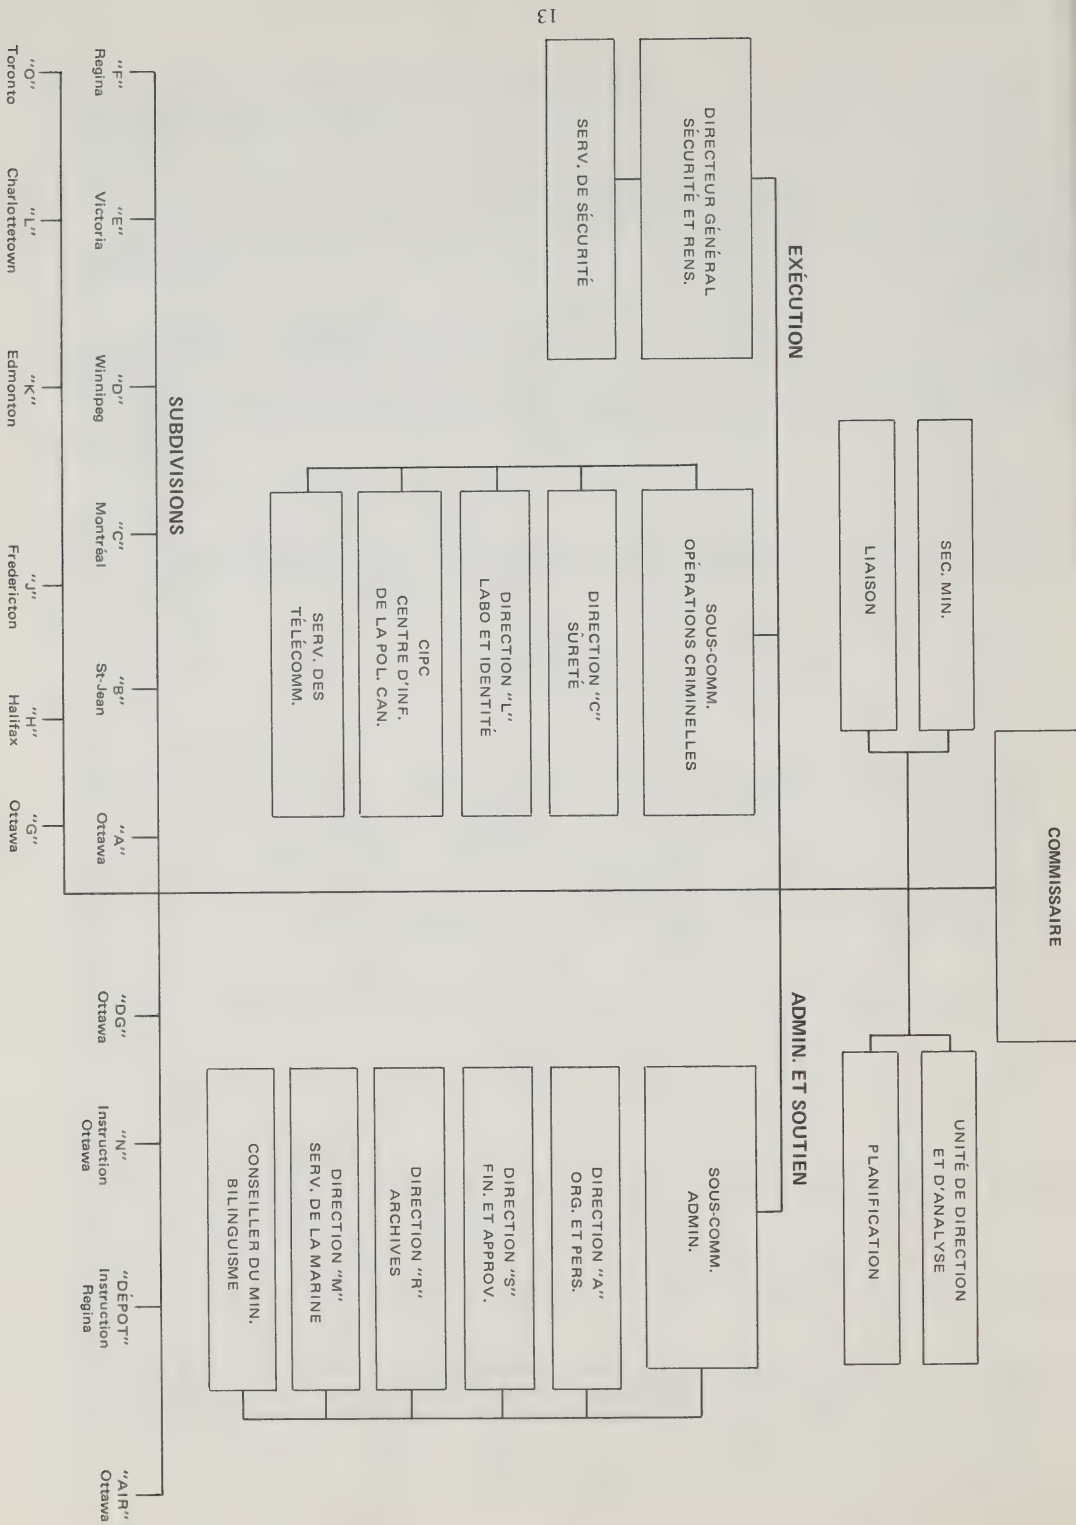 COMMISSAIRE
SEC. MIN.
LIAISON
UNITÉ DE DIRECTION
ET D'ANALYSE
PLANIFICATION
EXÉCUTION
ADMIN. ET SOUTIEN
DIRECTEUR GÉNÉRAL
SÉCURITÉ ET RENS.
SERV. DE SÉCURITÉ
SOUS-COMM.
OPÉRATIONS CRIMINELLES
DIRECTION "C"
SÛRETÉ
DIRECTION "L"
LABO ET IDENTITÉ
CIPC
CENTRE D'INF.
DE LA POL. CAN.
SERV. DES
TÉLÉCOMM.
SOUS-COMM.
ADMIN.
DIRECTION "A"
ORG. ET PERS.
DIRECTION "S"
FIN. ET APPROV.
DIRECTION "R"
ARCHIVES
DIRECTION "M"
SERV. DE LA MARINE
CONSEILLER DU MIN.
BILINGUISME
SUBDIVISIONS
"F"
Regina
"E"
Victoria
"D"
Winnipeg
"C"
Montréal
"B"
St-Jean
"A"
Ottawa
"DG"
Ottawa
"N"
Instruction
Ottawa
"DÉPOT"
Instruction
Regina
"AIR"
Ottawa
"O"
Toronto
"L"
Charlottetown
"K"
Edmonton
"J"
Fredericton
"H"
Halifax
"G"
Ottawa
13